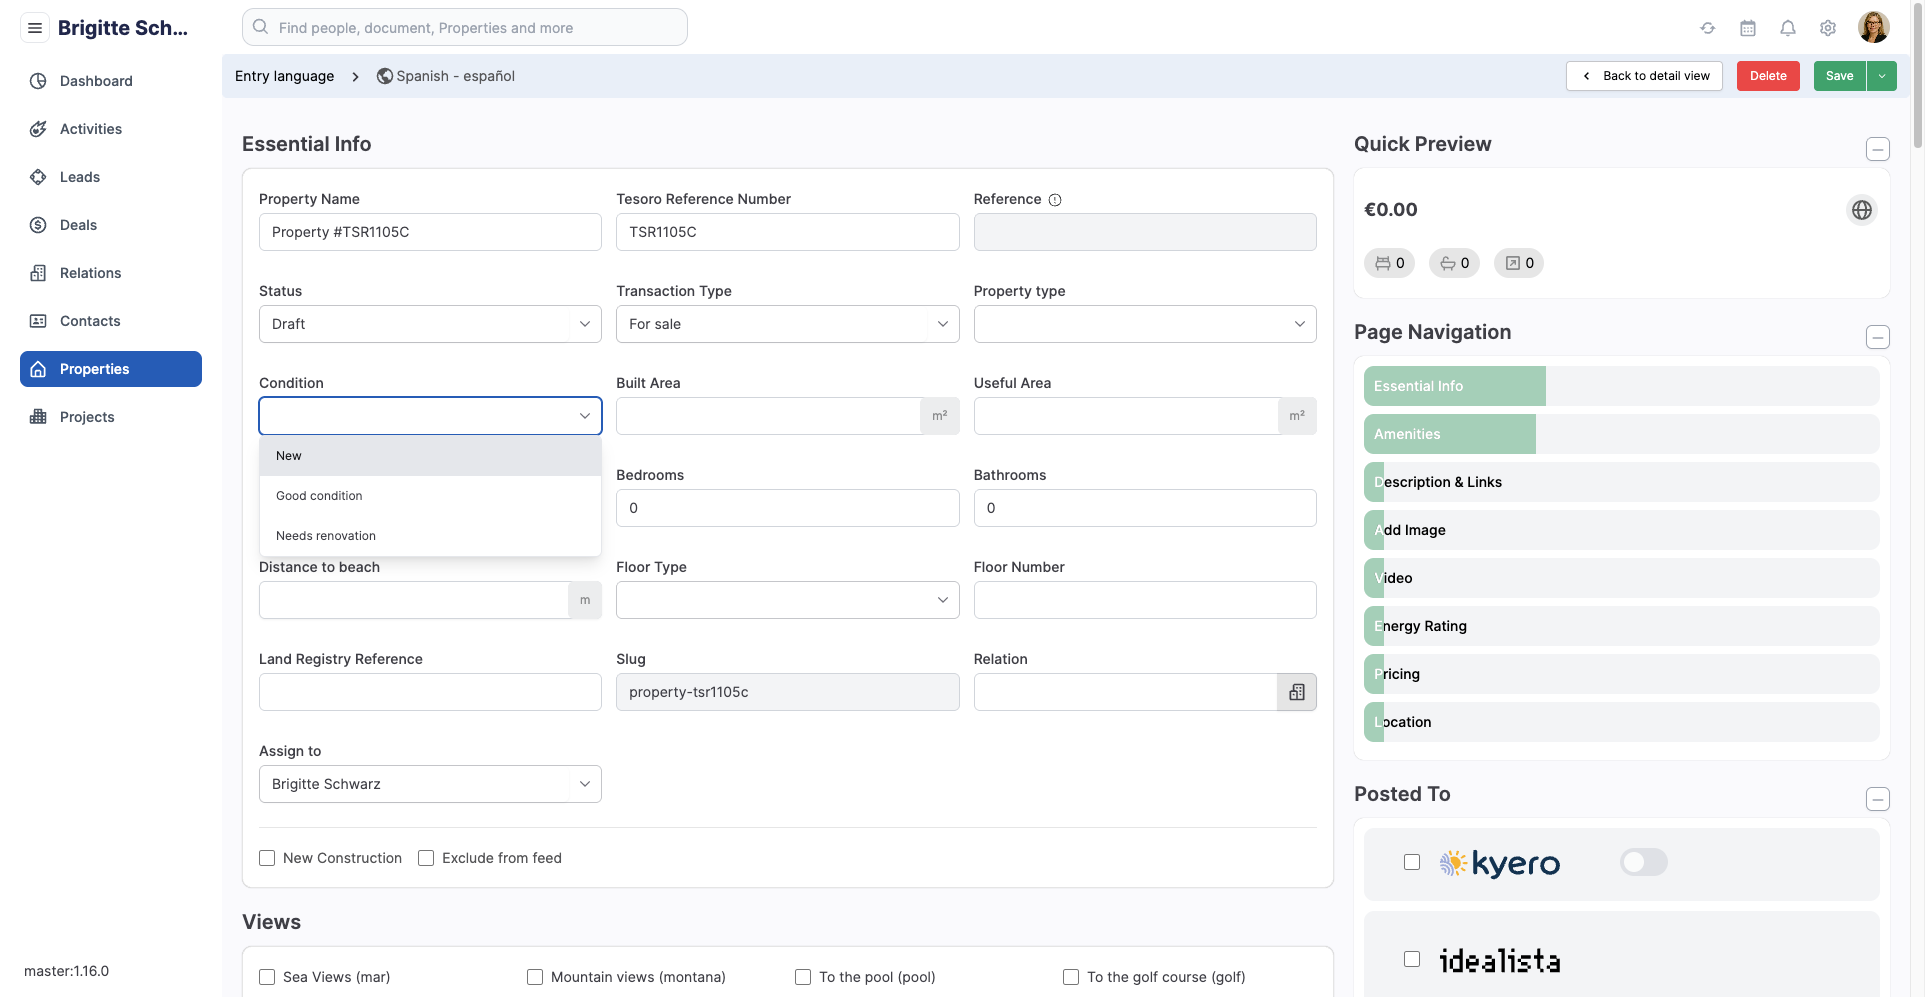 Brigitte Sch...
Find people, document, Properties and more
Dashboard
Activities
Leads
Deals
Relations
Contacts
Properties
Projects
master:1.16.0
Entry language
Spanish - español
Back to detail view
Delete
Save
Essential Info
Property Name
Tesoro Reference Number
Reference
Property #TSR1105C
TSR1105C
Status
Transaction Type
Property type
Draft
For sale
Condition
Built Area
Useful Area
m²
m²
New
Good condition
Needs renovation
Bedrooms
Bathrooms
0
0
Distance to beach
Floor Type
Floor Number
m
Land Registry Reference
Slug
Relation
property-tsr1105c
Assign to
Brigitte Schwarz
New Construction
Exclude from feed
Views
Sea Views (mar)
Mountain views (montana)
To the pool (pool)
To the golf course (golf)
Quick Preview
€0.00
0
0
0
Page Navigation
Essential Info
Amenities
Description & Links
Add Image
Video
Energy Rating
Pricing
Location
Posted To
kyero
idealista